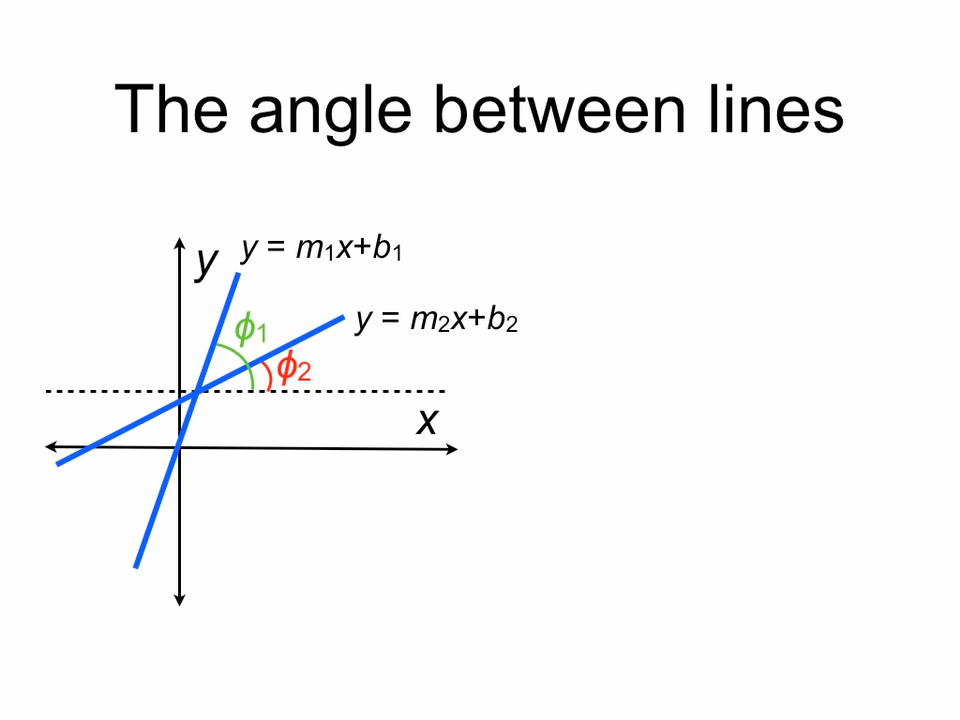 The angle between lines
y
y = m₁x+b₁
ϕ₁
y = m₂x+b₂
ϕ₂
x